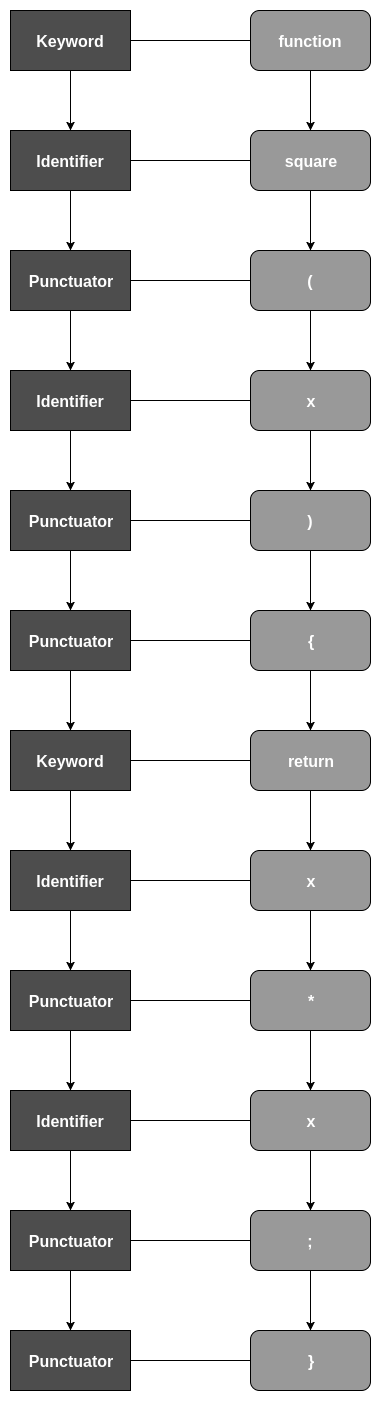 Keyword function
Identifier square
Punctuator (
Identifier x
Punctuator )
Punctuator {
Keyword return
Identifier x
Punctuator *
Identifier x
Punctuator ;
Punctuator }